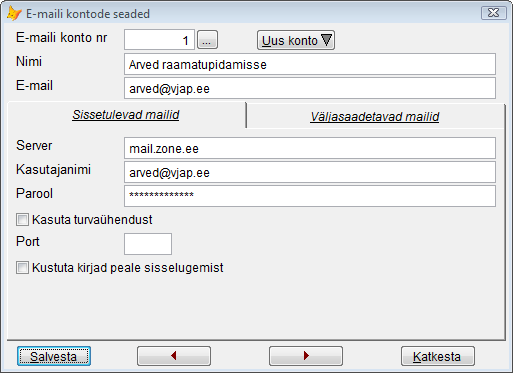 E-maili kontode seaded
E-maili konto nr 1 ... Uus konto
Nimi Arved raamatupidamisse
E-mail arved@vjap.ee
Sissetulevad mailid Väljasaadetavad mailid
Server mail.zone.ee
Kasutajanimi arved@vjap.ee
Parool *************
Kasuta turvaühendust
Port
Kustuta kirjad peale sisselugemist
Salvesta Katkesta